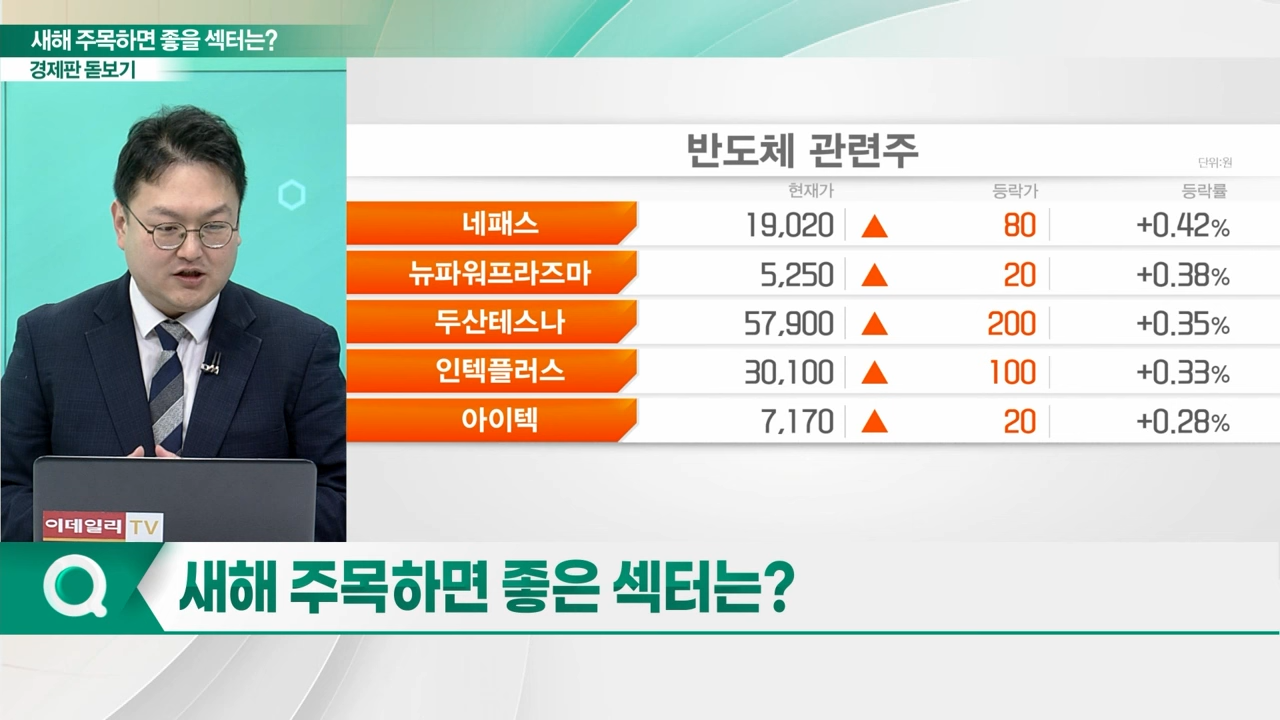 새해 주목하면 좋을 섹터는?
경제판 돋보기
반도체 관련주
단위:원
현재가 등락가 등락률
네패스 19,020 ▲ 80 +0.42%
뉴파워프라즈마 5,250 ▲ 20 +0.38%
두산테스나 57,900 ▲ 200 +0.35%
인텍플러스 30,100 ▲ 100 +0.33%
아이텍 7,170 ▲ 20 +0.28%
이데일리TV
Q 새해 주목하면 좋은 섹터는?